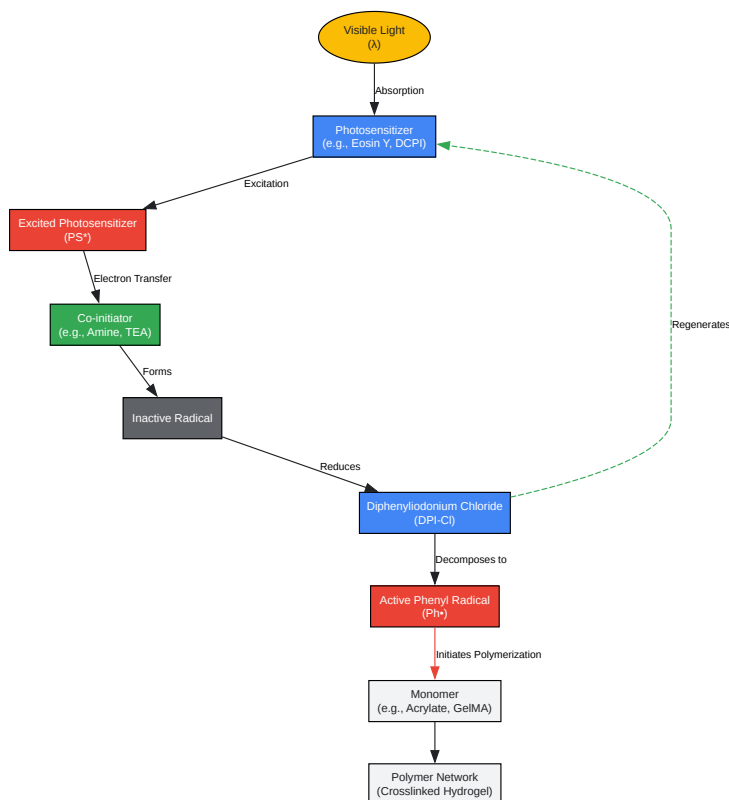 Visible Light
(λ)
Absorption
Photosensitizer
(e.g., Eosin Y, DCPI)
Excitation
Excited Photosensitizer
(PS*)
Electron Transfer
Co-initiator
(e.g., Amine, TEA)
Regenerates
Forms
Inactive Radical
Reduces
Diphenyliodonium Chloride
(DPI-Cl)
Decomposes to
Active Phenyl Radical
(Ph•)
Initiates Polymerization
Monomer
(e.g., Acrylate, GelMA)
Polymer Network
(Crosslinked Hydrogel)